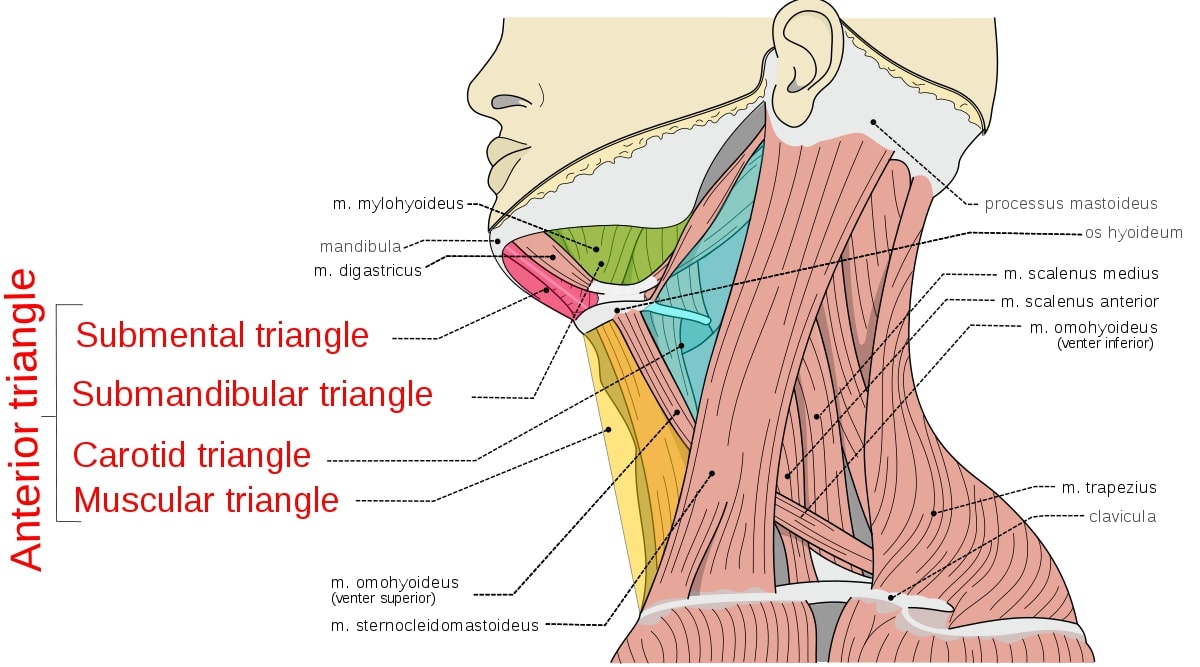 m. mylohyoideus
mandibula
m. digastricus
Anterior triangle
Submental triangle
Submandibular triangle
Carotid triangle
Muscular triangle
m. omohyoideus
(venter superior)
m. sternocleidomastoideus
processus mastoideus
os hyoideum
m. scalenus medius
m. scalenus anterior
m. omohyoideus
(venter inferior)
m. trapezius
clavicula